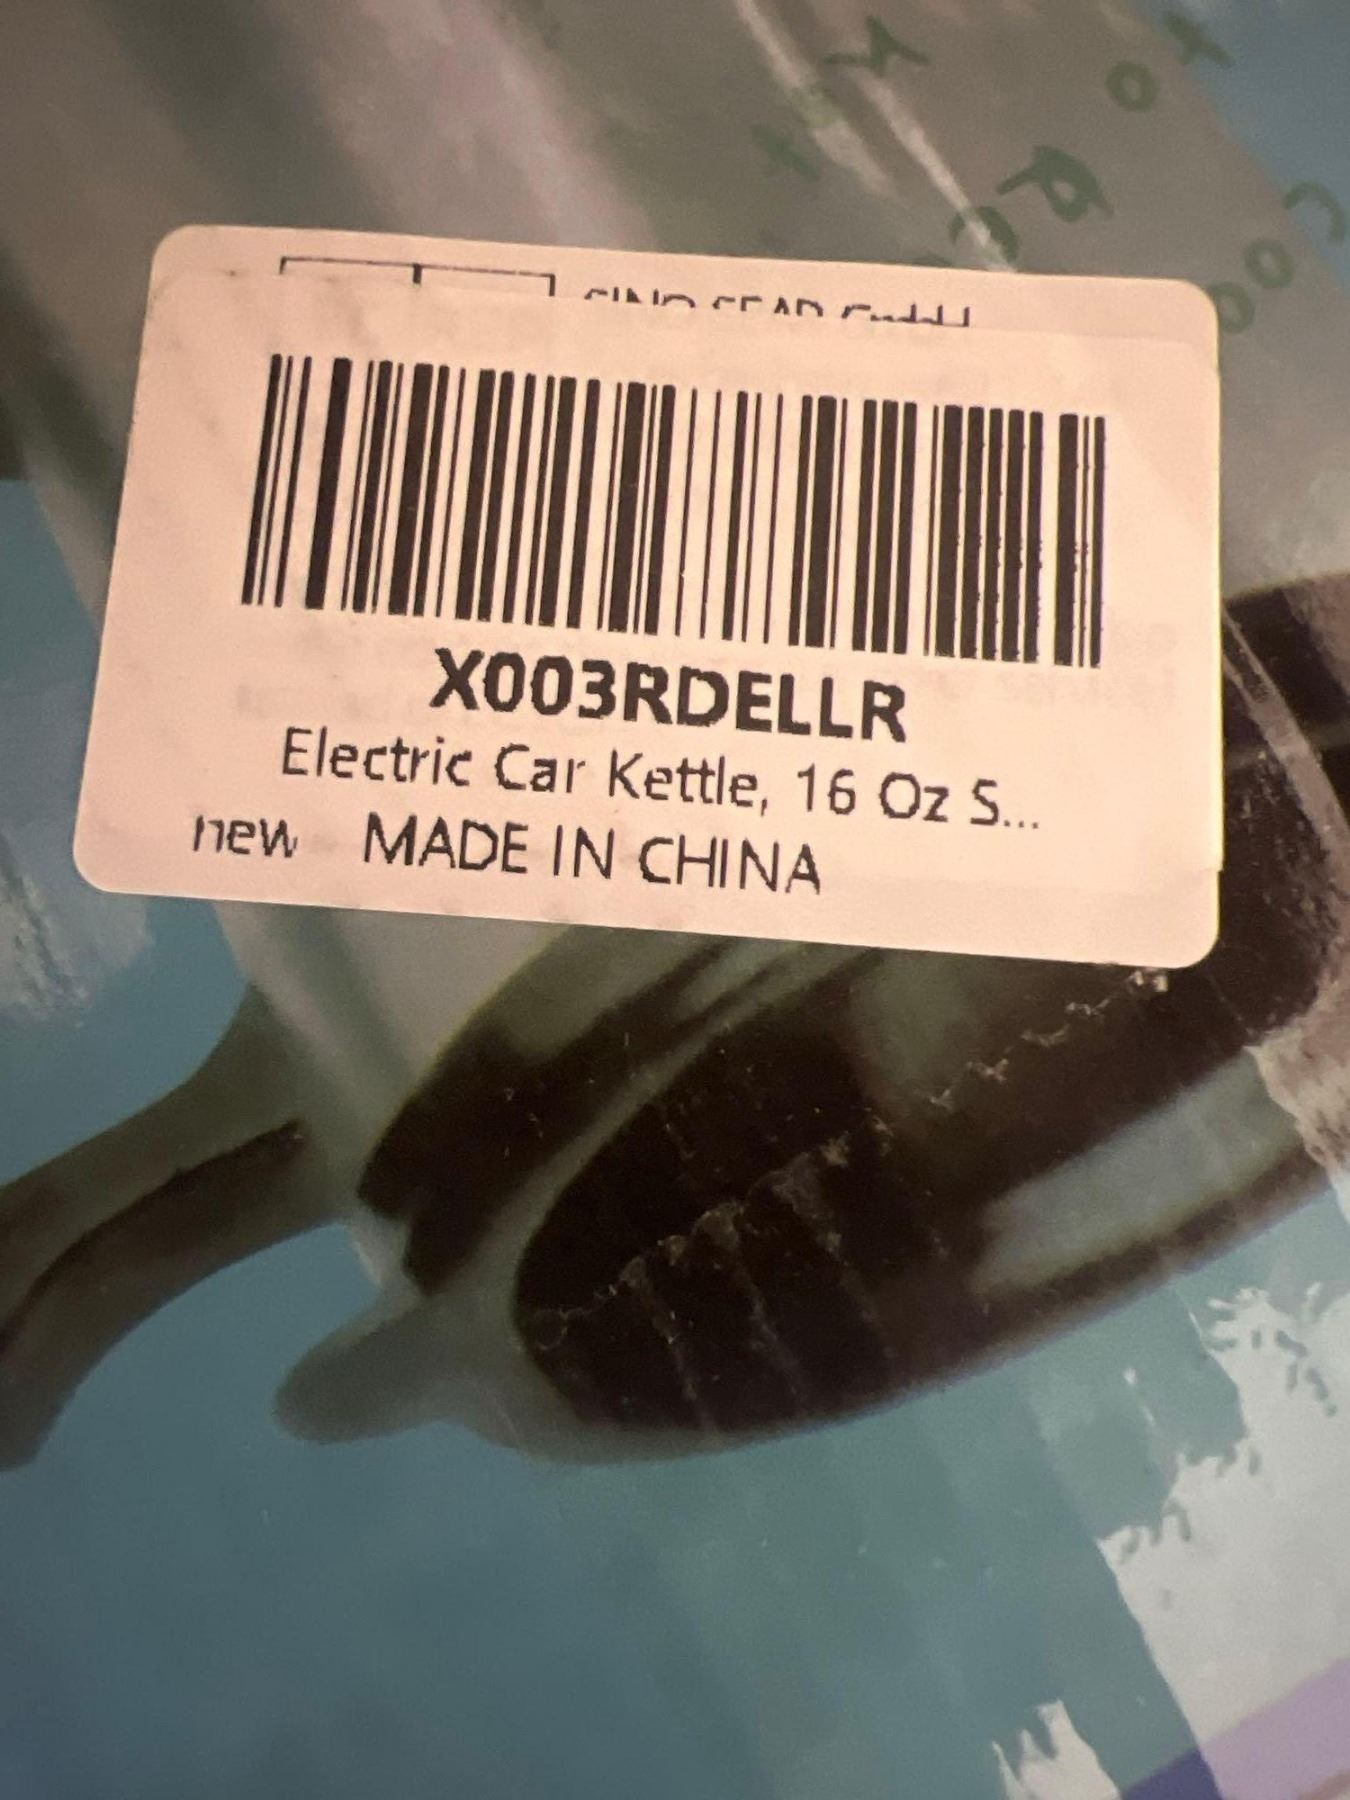 X003RDELLR
Electric Car Kettle, 16 Oz S...
new MADE IN CHINA